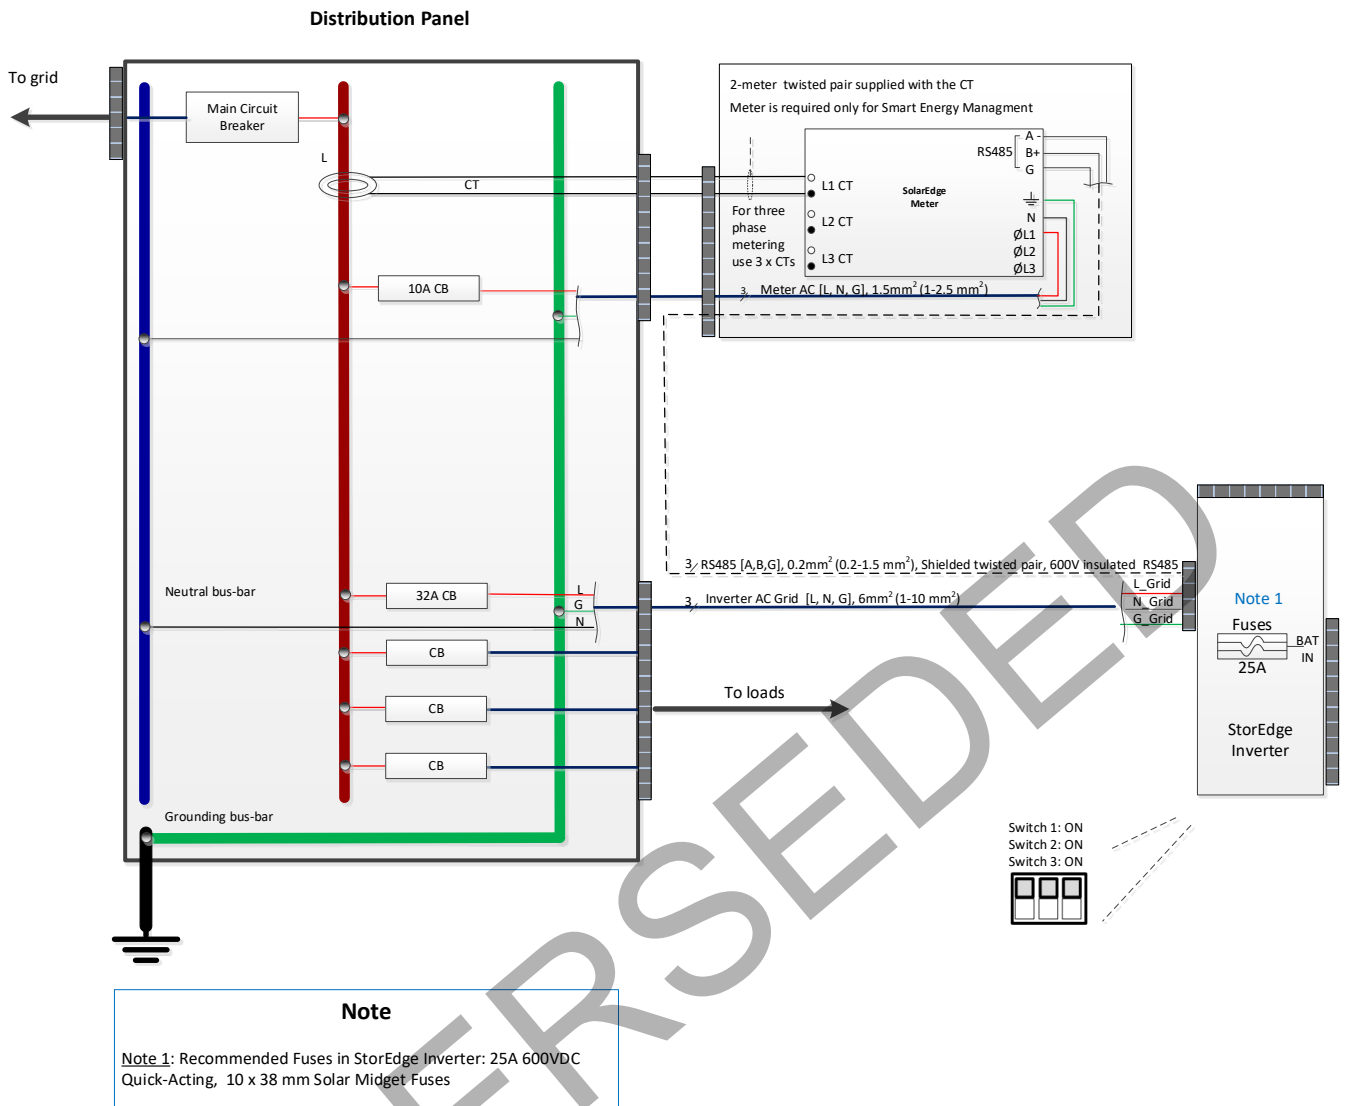 Distribution Panel
To grid
Main Circuit
Breaker
L
CT
10A CB
Neutral bus-bar
32A CB
L
G
N
CB
CB
CB
Grounding bus-bar
2-meter twisted pair supplied with the CT
Meter is required only for Smart Energy Managment
RS485
A -
B+
G
SolarEdge
Meter
L1 CT
L2 CT
L3 CT
N
ØL1
ØL2
ØL3
For three
phase
metering
use 3 x CTs
3 Meter AC [L, N, G], 1.5mm² (1-2.5 mm²)
3 RS485 [A,B,G], 0.2mm² (0.2-1.5 mm²), Shielded twisted pair, 600V insulated RS485
3 Inverter AC Grid [L, N, G], 6mm² (1-10 mm²)
L_Grid
N_Grid
G_Grid
To loads
Note 1
Fuses
25A
BAT
IN
StorEdge
Inverter
Switch 1: ON
Switch 2: ON
Switch 3: ON
Note
Note 1: Recommended Fuses in StorEdge Inverter: 25A 600VDC
Quick-Acting, 10 x 38 mm Solar Midget Fuses
ERSEDED